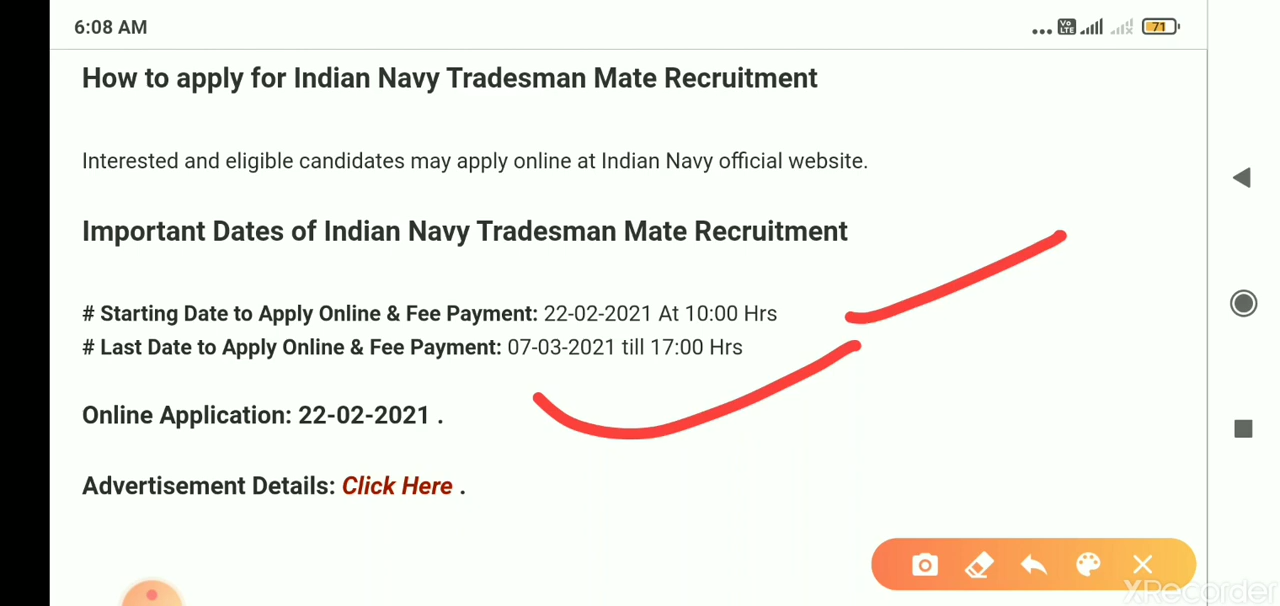 6:08 AM
Vo LTE
71
How to apply for Indian Navy Tradesman Mate Recruitment
Interested and eligible candidates may apply online at Indian Navy official website.
Important Dates of Indian Navy Tradesman Mate Recruitment
# Starting Date to Apply Online & Fee Payment: 22-02-2021 At 10:00 Hrs
# Last Date to Apply Online & Fee Payment: 07-03-2021 till 17:00 Hrs
Online Application: 22-02-2021 .
Advertisement Details: Click Here .
XRecorder